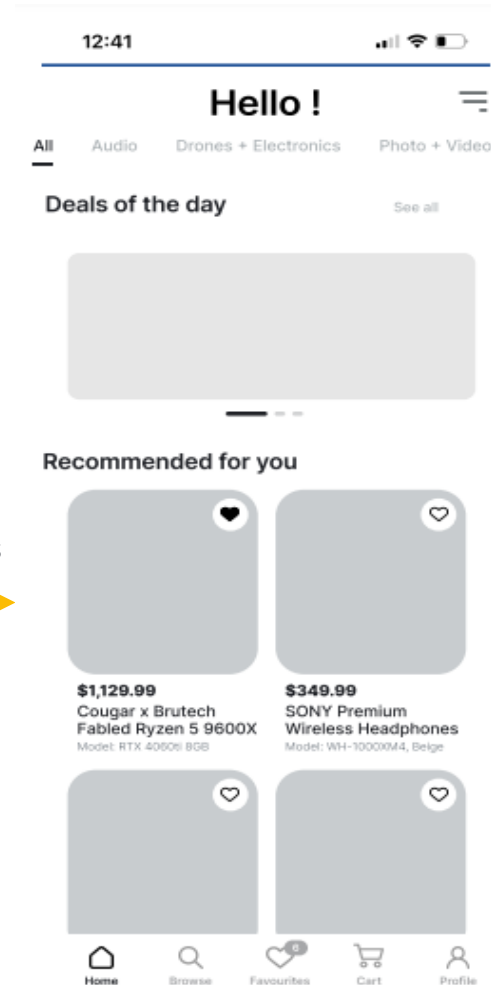 12:41
Hello !
All Audio Drones + Electronics Photo + Video
Deals of the day See all
Recommended for you
$1,129.99 $349.99
Cougar x Brutech SONY Premium
Fabled Ryzen 5 9600X Wireless Headphones
Model: RTX 4060ti 8GB Model: WH-1000XM4, Beige
6
Home Browse Favourites Cart Profile